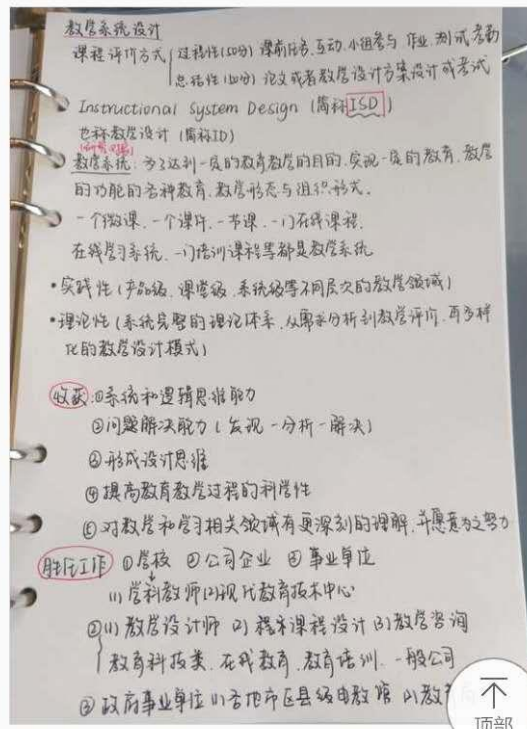 教学系统设计
课程评价方式 过程性(50分) 课前任务、互动、小组参与 作业、测试考勤
总结性(50分) 论文或者教学设计方案设计或考试
Instructional System Design (简称ISD)
也称教学设计 (简称ID)
教学系统: 为了达到一定的教育教学的目的、实现一定的教育、教学
的功能的各种教育、教学形态与组织形式。
一个微课、一个课件、一节课、一门在线课程、
在线学习系统、一门培训课程等都是教学系统
·实践性(产品级、课堂级、系统级等不同层次的教学领域)
·理论性(系统完整的理论体系、从需求分析到教学评价、再多样
化的教学设计模式)
收获:①系统和逻辑思维能力
②问题解决能力(发现-分析-解决)
③形成设计思维
④提高教育教学过程的科学性
⑤对教学和学习相关领域有更深刻的理解、并愿意为之努力
胜任工作 ①学校 ②公司企业 ③事业单位
(1)学科教师(2)现代教育技术中心
②(1)教学设计师 (2)程序课程设计 (3)教学咨询
教育科技类、在线教育、教育培训、一般公司
③政府事业单位 (1)各地市区县级电教馆 (2)教育
顶部